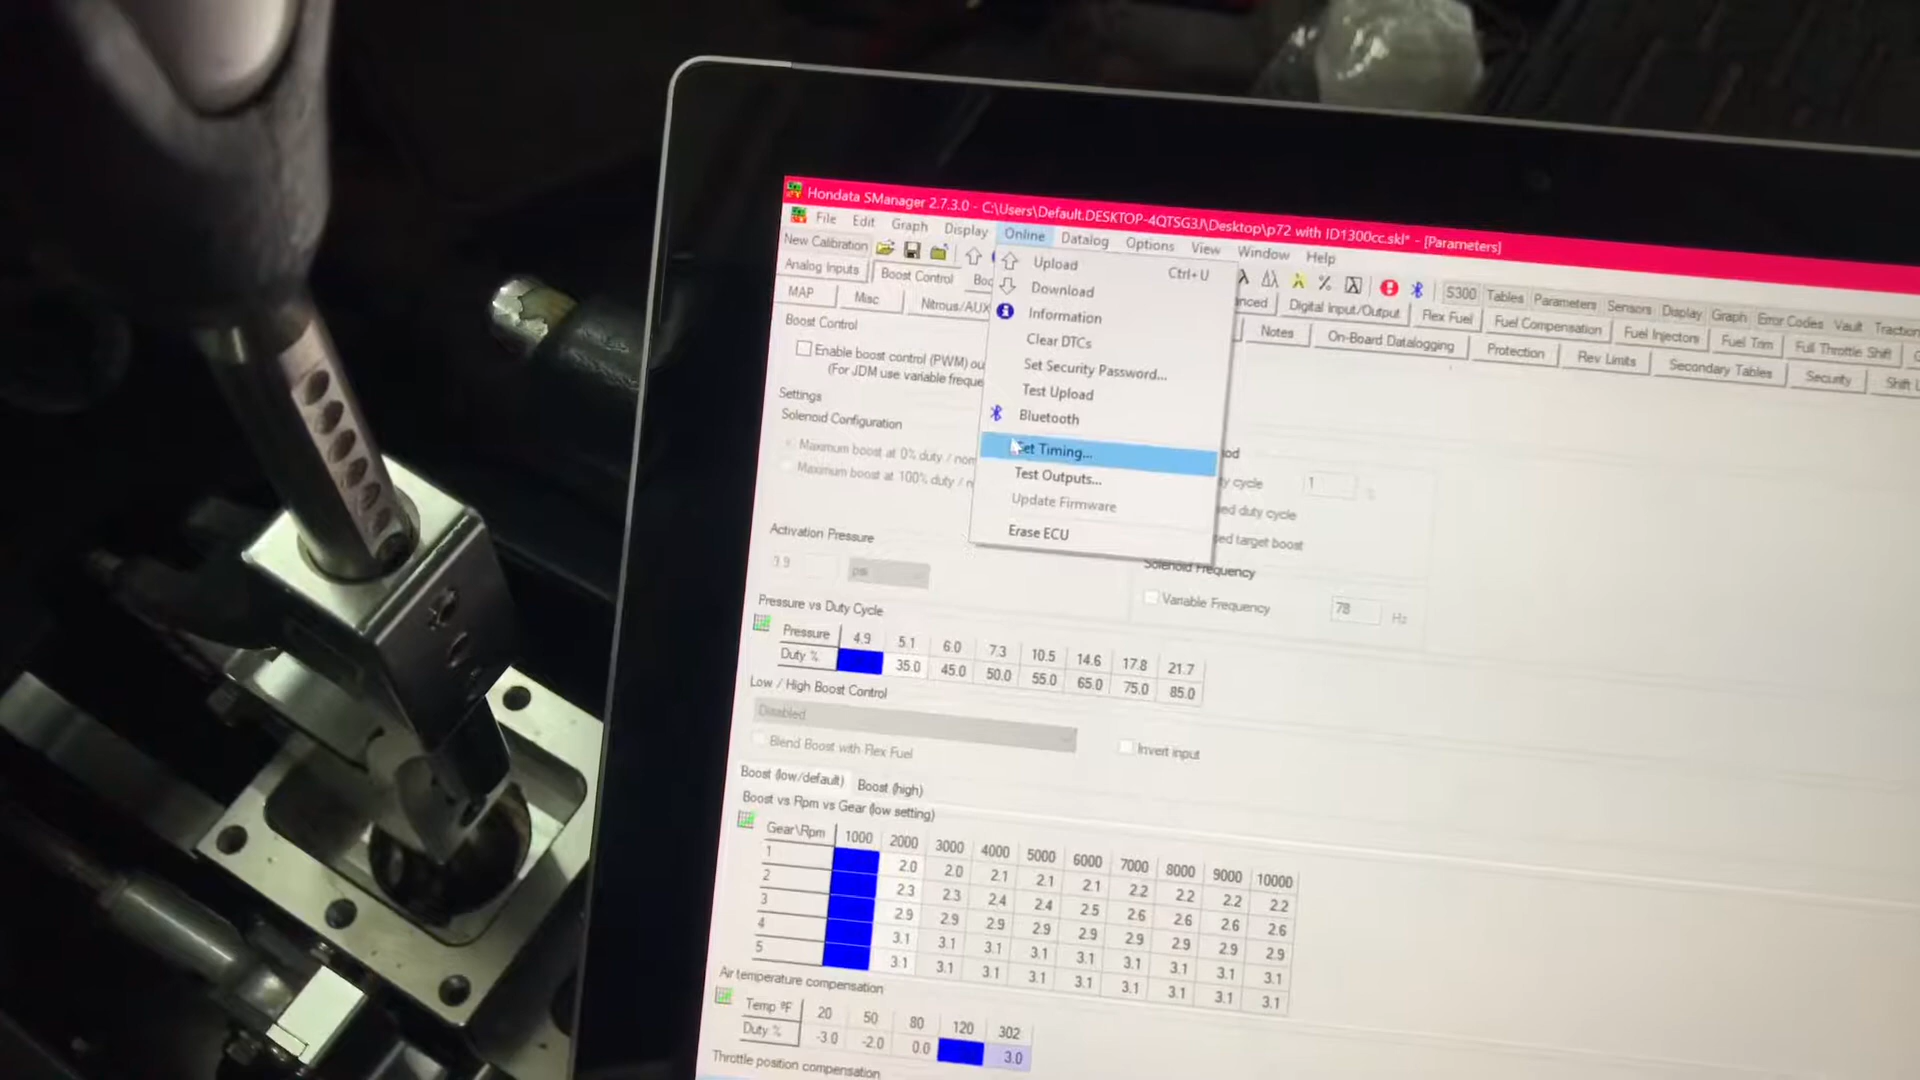 Hondata SManager 2.7.3.0 - C:\Users\Default.DESKTOP-4QTSG3J\Desktop\p72 with ID1300cc.skl* - [Parameters]
File Edit Graph Display Online Datalog Options View Window Help
New Calibration
S300 Tables Parameters Sensors Display Graph Error Codes Vault Traction
Analog Inputs Boost Control Digital Input/Output Flex Fuel Fuel Compensation Fuel Injectors Fuel Trim Full Throttle Shift
MAP Misc Nitrous/AUX Notes On-Board Datalogging Protection Rev Limits Secondary Tables Security
Upload Ctrl+U
Download
Information
Clear DTCs
Set Security Password...
Test Upload
Bluetooth
Set Timing...
Test Outputs...
Update Firmware
Erase ECU
Boost Control
Enable boost control (PWM)
(For JDM use variable
Settings
Solenoid Configuration
Maximum boost at 0% duty /
Maximum boost at 100% duty /
cycle 1
duty cycle
target boost
Activation Pressure
3.9 psi
Solenoid Frequency
Variable Frequency 78 Hz
Pressure vs Duty Cycle
Pressure 4.9 5.1 6.0 7.3 10.5 14.6 17.8 21.7
Duty % 35.0 45.0 50.0 55.0 65.0 75.0 85.0
Low / High Boost Control
Disabled
Blend Boost with Flex Fuel Invert input
Boost (low/default) Boost (high)
Boost vs Rpm vs Gear (low setting)
Gear\Rpm 1000 2000 3000 4000 5000 6000 7000 8000 9000 10000
1 2.0 2.0 2.1 2.1 2.1 2.2 2.2 2.2 2.2
2 2.3 2.3 2.4 2.4 2.5 2.6 2.6 2.6 2.6
3 2.9 2.9 2.9 2.9 2.9 2.9 2.9 2.9 2.9
4 3.1 3.1 3.1 3.1 3.1 3.1 3.1 3.1 3.1
5 3.1 3.1 3.1 3.1 3.1 3.1 3.1 3.1 3.1
Air temperature compensation
Temp °F 20 50 80 120 302
Duty % -3.0 -2.0 0.0 3.0
Throttle position compensation